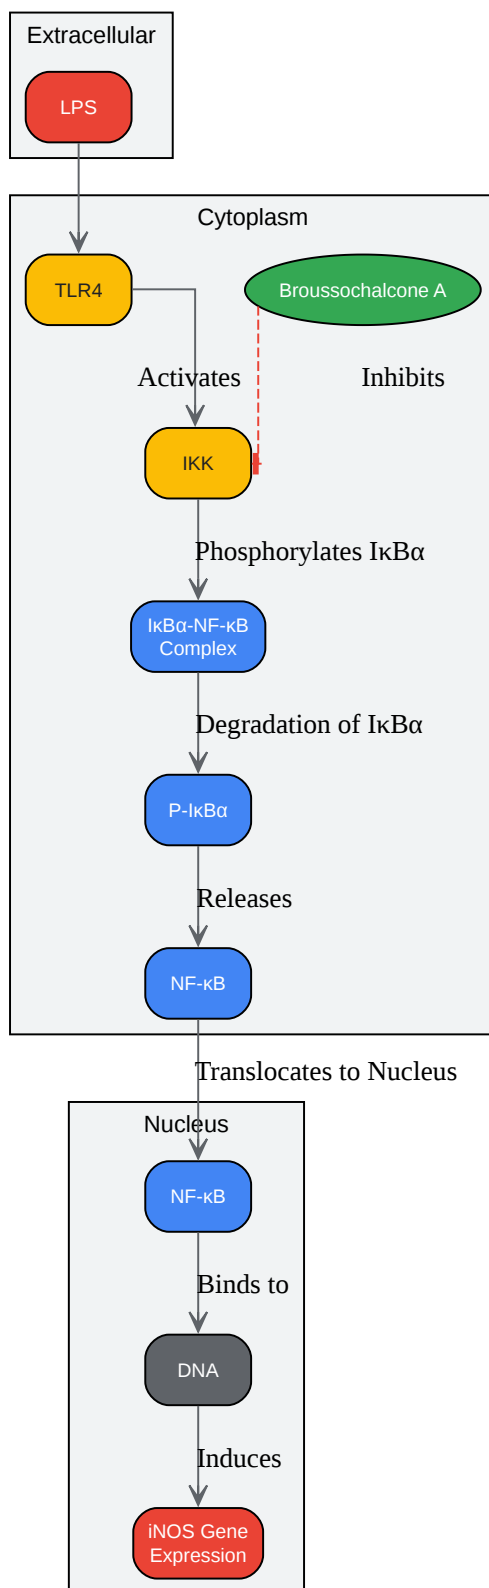 Extracellular
LPS
Cytoplasm
TLR4
Broussochalcone A
Activates
Inhibits
IKK
Phosphorylates IκBα
IκBα-NF-κB
Complex
Degradation of IκBα
P-IκBα
Releases
NF-κB
Translocates to Nucleus
Nucleus
NF-κB
Binds to
DNA
Induces
iNOS Gene
Expression